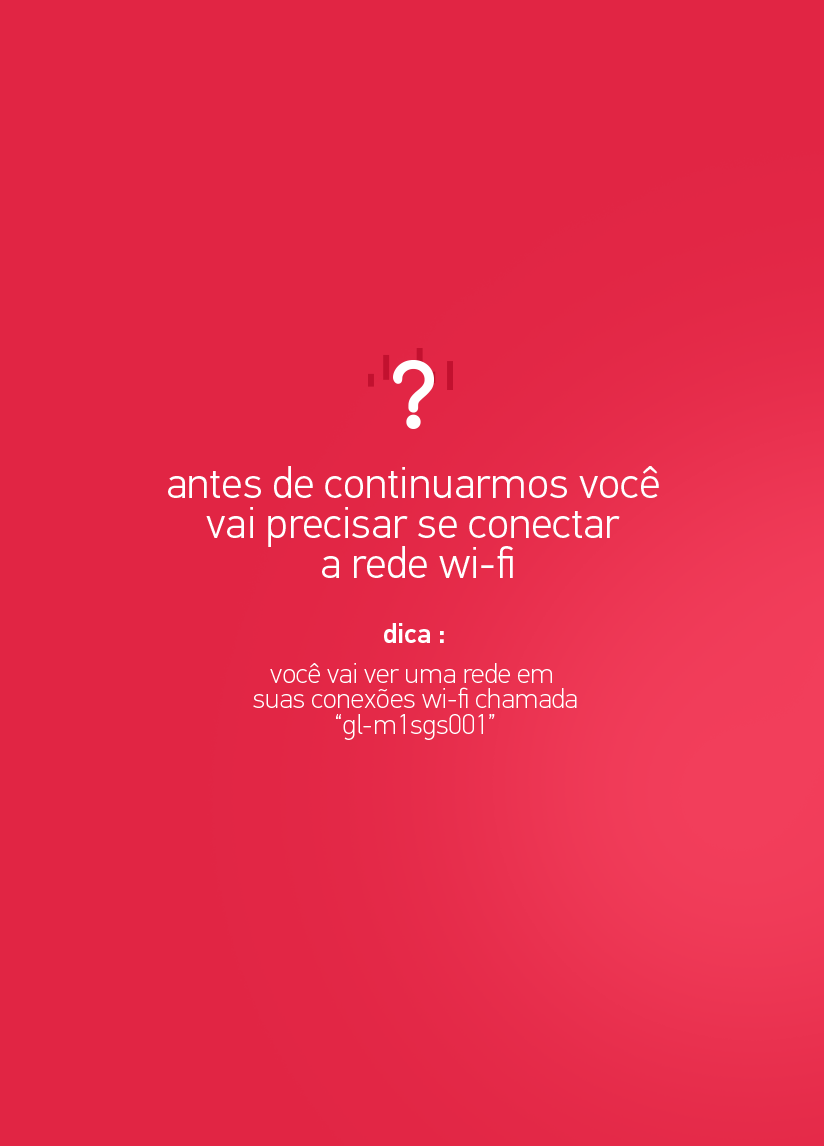 ?
antes de continuarmos você
vai precisar se conectar
a rede wi-fi
dica :
você vai ver uma rede em
suas conexões wi-fi chamada
“gl-m1sgs001”